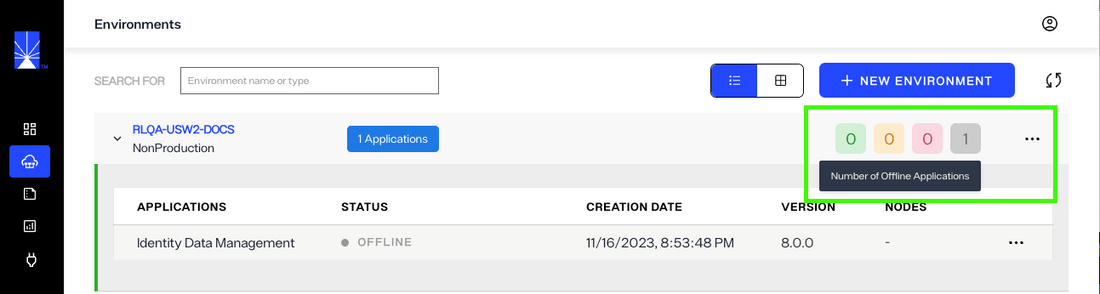 Environments
SEARCH FOR
Environment name or type
+ NEW ENVIRONMENT
RLQA-USW2-DOCS
NonProduction
1 Applications
0 0 0 1
Number of Offline Applications
APPLICATIONS STATUS CREATION DATE VERSION NODES
Identity Data Management OFFLINE 11/16/2023, 8:53:48 PM 8.0.0 -
TM